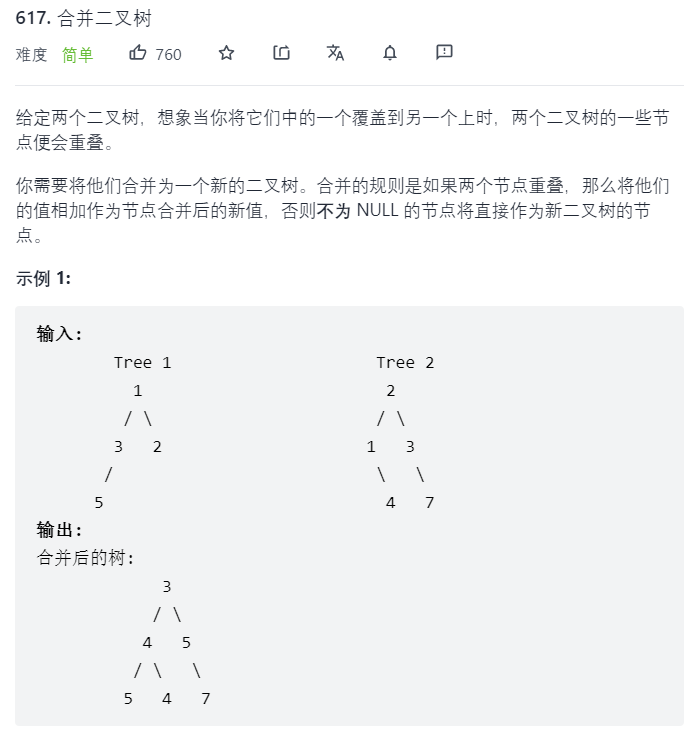 617. 合并二叉树
难度 简单 760
给定两个二叉树，想象当你将它们中的一个覆盖到另一个上时，两个二叉树的一些节
点便会重叠。
你需要将他们合并为一个新的二叉树。合并的规则是如果两个节点重叠，那么将他们
的值相加作为节点合并后的新值，否则不为 NULL 的节点将直接作为新二叉树的节
点。
示例 1:
输入:
Tree 1 Tree 2
1 2
/ \ / \
3 2 1 3
/ \ \
5 4 7
输出:
合并后的树:
3
/ \
4 5
/ \ \
5 4 7